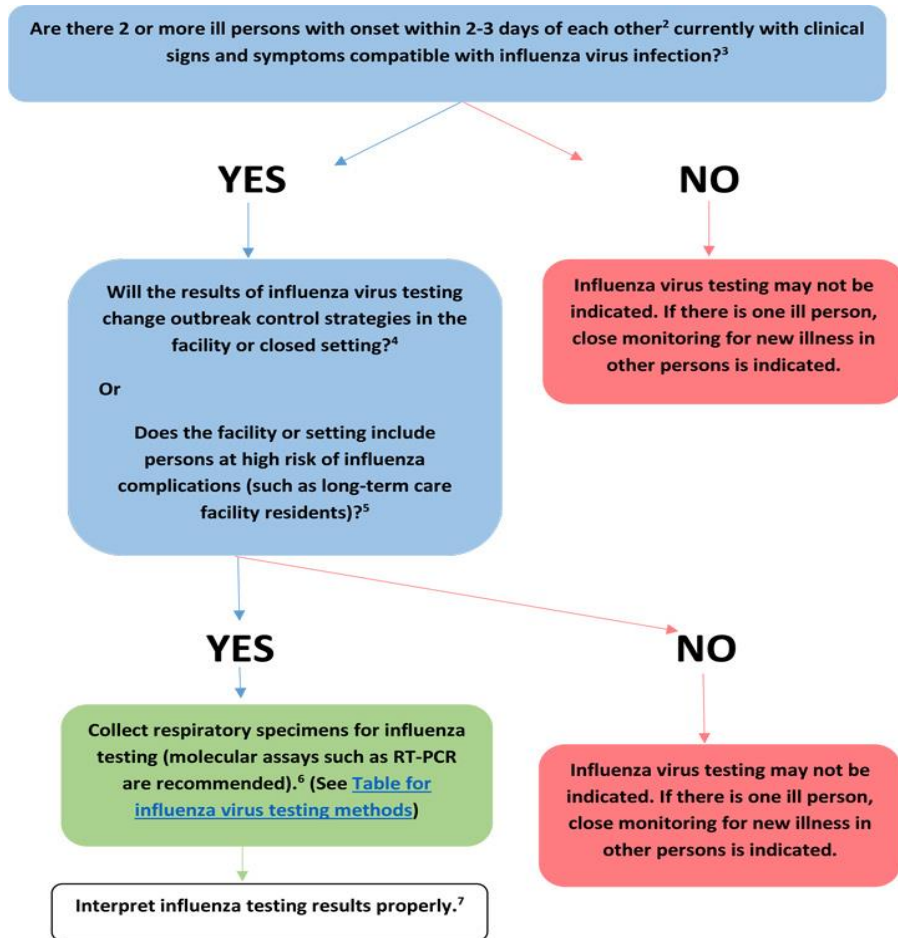 Are there 2 or more ill persons with onset within 2-3 days of each other² currently with clinical
signs and symptoms compatible with influenza virus infection?³
YES
NO
Will the results of influenza virus testing
change outbreak control strategies in the
facility or closed setting?⁴
Or
Does the facility or setting include
persons at high risk of influenza
complications (such as long-term care
facility residents)?⁵
Influenza virus testing may not be
indicated. If there is one ill person,
close monitoring for new illness in
other persons is indicated.
YES
NO
Collect respiratory specimens for influenza
testing (molecular assays such as RT-PCR
are recommended).⁶ (See Table for
influenza virus testing methods)
Influenza virus testing may not be
indicated. If there is one ill person,
close monitoring for new illness in
other persons is indicated.
Interpret influenza testing results properly.⁷